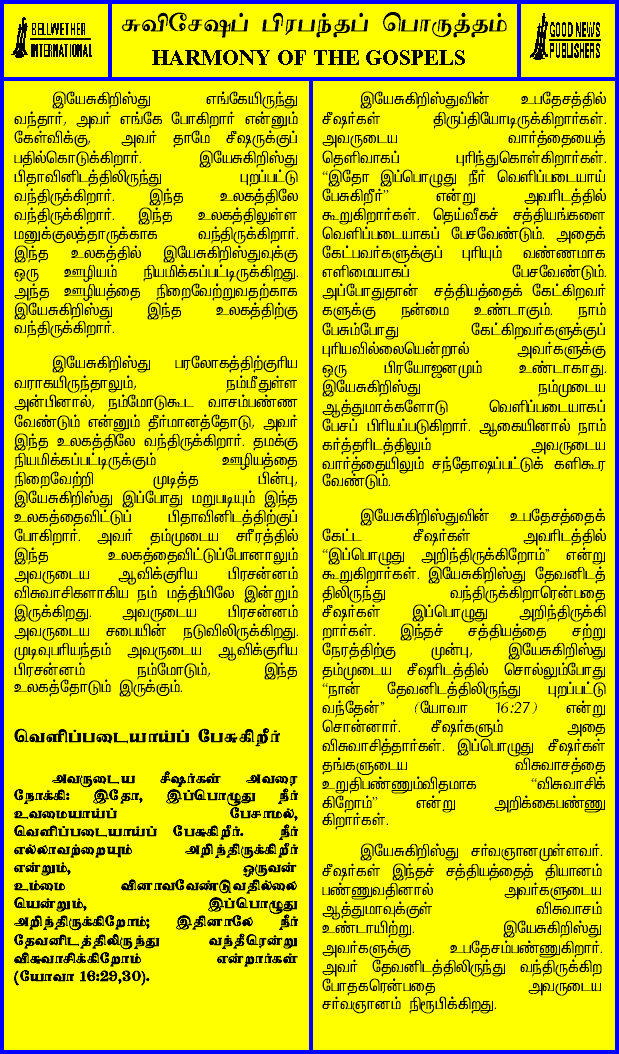 BELLWETHER
INTERNATIONAL
சுவிசேஷப் பிரபந்தப் பொருத்தம்
HARMONY OF THE GOSPELS
GOOD NEWS
PUBLISHERS
இயேசுகிறிஸ்து எங்கேயிருந்து
வந்தார், அவர் எங்கே போகிறார் என்னும்
கேள்விக்கு, அவர் தாமே சீஷருக்குப்
பதில்கொடுக்கிறார். இயேசுகிறிஸ்து
பிதாவினிடத்திலிருந்து புறப்பட்டு
வந்திருக்கிறார். இந்த உலகத்திலே
வந்திருக்கிறார். இந்த உலகத்திலுள்ள
மனுக்குலத்தாருக்காக வந்திருக்கிறார்.
இந்த உலகத்தில் இயேசுகிறிஸ்துவுக்கு
ஒரு ஊழியம் நியமிக்கப்பட்டிருக்கிறது.
அந்த ஊழியத்தை நிறைவேற்றுவதற்காக
இயேசுகிறிஸ்து இந்த உலகத்திற்கு
வந்திருக்கிறார்.
இயேசுகிறிஸ்து பரலோகத்திற்குரிய
வராகயிருந்தாலும், நம்மீதுள்ள
அன்பினால், நம்மோடுகூட வாசம்பண்ண
வேண்டும் என்னும் தீர்மானத்தோடு, அவர்
இந்த உலகத்திலே வந்திருக்கிறார். தமக்கு
நியமிக்கப்பட்டிருக்கும் ஊழியத்தை
நிறைவேற்றி முடித்த பின்பு,
இயேசுகிறிஸ்து இப்போது மறுபடியும் இந்த
உலகத்தைவிட்டுப் பிதாவினிடத்திற்குப்
போகிறார். அவர் தம்முடைய சரீரத்தில்
இந்த உலகத்தைவிட்டுப்போனாலும்
அவருடைய ஆவிக்குரிய பிரசன்னம்
விசுவாசிகளாகிய நம் மத்தியிலே இன்றும்
இருக்கிறது. அவருடைய பிரசன்னம்
அவருடைய சபையின் நடுவிலிருக்கிறது.
முடிவுபரியந்தம் அவருடைய ஆவிக்குரிய
பிரசன்னம் நம்மோடும், இந்த
உலகத்தோடும் இருக்கும்.
வெளிப்படையாய்ப் பேசுகிறீர்
அவருடைய சீஷர்கள் அவரை
நோக்கி: இதோ, இப்பொழுது நீர்
உவமையாய்ப் பேசாமல்,
வெளிப்படையாய்ப் பேசுகிறீர். நீர்
எல்லாவற்றையும் அறிந்திருக்கிறீர்
என்றும், ஒருவன்
உம்மை வினாவவேண்டுவதில்லை
யென்றும், இப்பொழுது
அறிந்திருக்கிறோம்; இதினாலே நீர்
தேவனிடத்திலிருந்து வந்தீரென்று
விசுவாசிக்கிறோம் என்றார்கள்
(யோவா 16:29,30).
இயேசுகிறிஸ்துவின் உபதேசத்தில்
சீஷர்கள் திருப்தியோடிருக்கிறார்கள்.
அவருடைய வார்த்தையைத்
தெளிவாகப் புரிந்துகொள்கிறார்கள்.
“இதோ இப்பொழுது நீர் வெளிப்படையாய்
பேசுகிறீர்” என்று அவரிடத்தில்
கூறுகிறார்கள். தெய்வீகச் சத்தியங்களை
வெளிப்படையாகப் பேசவேண்டும். அதைக்
கேட்பவர்களுக்குப் புரியும் வண்ணமாக
எளிமையாகப் பேசவேண்டும்.
அப்போதுதான் சத்தியத்தைக் கேட்கிறவர்
களுக்கு நன்மை உண்டாகும். நாம்
பேசும்போது கேட்கிறவர்களுக்குப்
புரியவில்லையென்றால் அவர்களுக்கு
ஒரு பிரயோஜனமும் உண்டாகாது.
இயேசுகிறிஸ்து நம்முடைய
ஆத்துமாக்களோடு வெளிப்படையாகப்
பேசப் பிரியப்படுகிறார். ஆகையினால் நாம்
கர்த்தரிடத்திலும் அவருடைய
வார்த்தையிலும் சந்தோஷப்பட்டுக் களிகூர
வேண்டும்.
இயேசுகிறிஸ்துவின் உபதேசத்தைக்
கேட்ட சீஷர்கள் அவரிடத்தில்
“இப்பொழுது அறிந்திருக்கிறோம்” என்று
கூறுகிறார்கள். இயேசுகிறிஸ்து தேவனிடத்
திலிருந்து வந்திருக்கிறாரென்பதை
சீஷர்கள் இப்பொழுது அறிந்திருக்கி
றார்கள். இந்தச் சத்தியத்தை சற்று
நேரத்திற்கு முன்பு, இயேசுகிறிஸ்து
தம்முடைய சீஷரிடத்தில் சொல்லும்போது
“நான் தேவனிடத்திலிருந்து புறப்பட்டு
வந்தேன்” (யோவா 16:27) என்று
சொன்னார். சீஷர்களும் அதை
விசுவாசித்தார்கள். இப்பொழுது சீஷர்கள்
தங்களுடைய விசுவாசத்தை
உறுதிபண்ணும்விதமாக “விசுவாசிக்
கிறோம்” என்று அறிக்கைபண்ணு
கிறார்கள்.
இயேசுகிறிஸ்து சர்வஞானமுள்ளவர்.
சீஷர்கள் இந்தச் சத்தியத்தைத் தியானம்
பண்ணுவதினால் அவர்களுடைய
ஆத்துமாவுக்குள் விசுவாசம்
உண்டாயிற்று. இயேசுகிறிஸ்து
அவர்களுக்கு உபதேசம்பண்ணுகிறார்.
அவர் தேவனிடத்திலிருந்து வந்திருக்கிற
போதகரென்பதை அவருடைய
சர்வஞானம் நிரூபிக்கிறது.